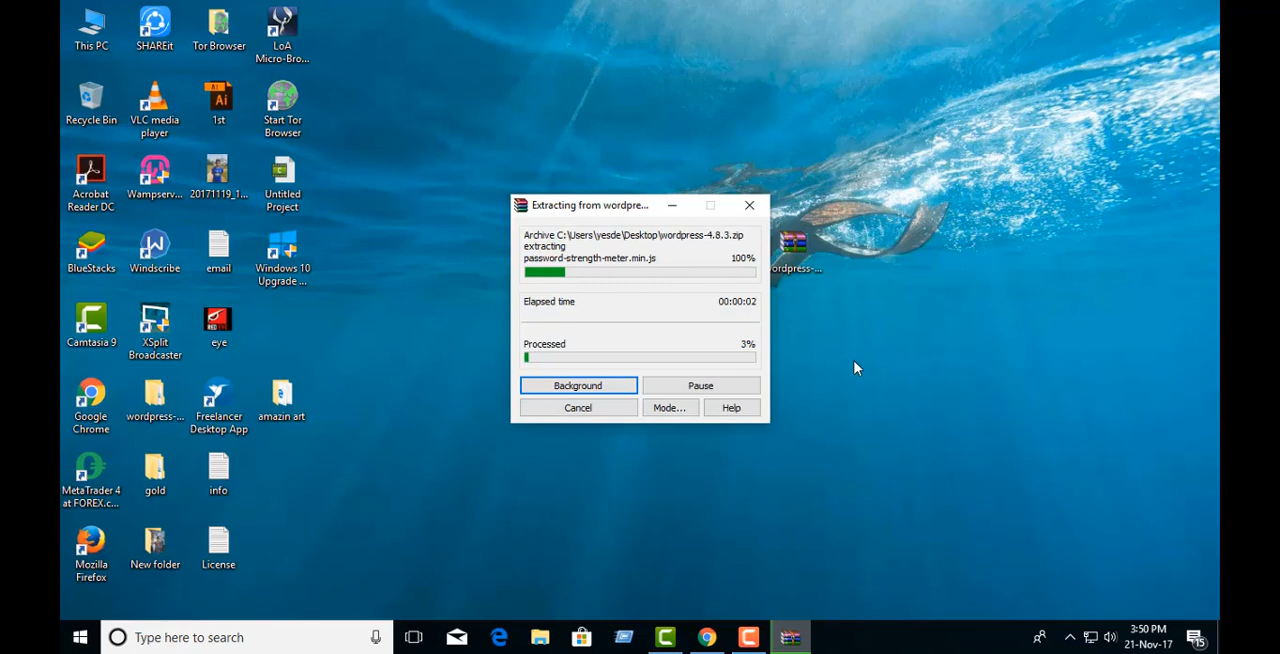 This PC
SHAREit
Tor Browser
LoA
Micro-Bro...
Recycle Bin
VLC media
player
1st
Start Tor
Browser
Acrobat
Reader DC
Wampserv...
20171119_1...
Untitled
Project
BlueStacks
Windscribe
email
Windows 10
Upgrade ...
Camtasia 9
XSplit
Broadcaster
RED EYE
eye
Google
Chrome
wordpress-...
Freelancer
Desktop App
amazin art
MetaTrader 4
at FOREX.c...
gold
info
Mozilla
Firefox
New folder
License
Extracting from wordpre...
Archive C:\Users\yesde\Desktop\wordpress-4.8.3.zip
extracting
password-strength-meter.min.js 100%
Elapsed time 00:00:02
Processed 3%
Background Pause
Cancel Mode... Help
ordpress-...
Type here to search
3:50 PM
21-Nov-17
15